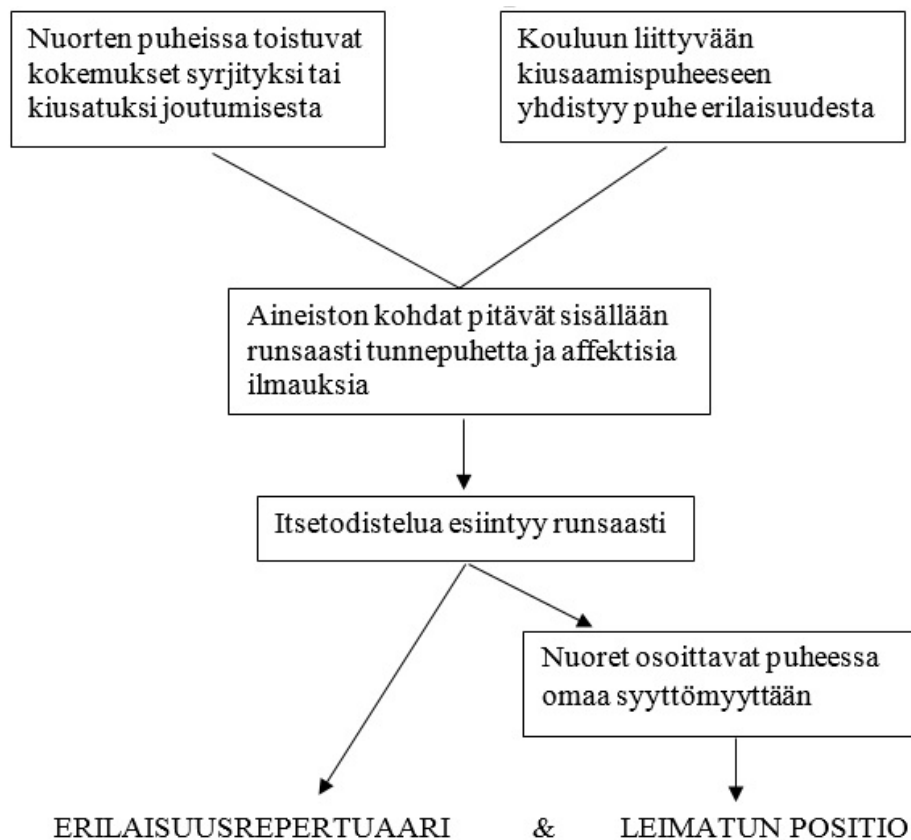 Nuorten puheissa toistuvat
kokemukset syrjityksi tai
kiusatuksi joutumisesta
Kouluun liittyvään
kiusaamispuheeseen
yhdistyy puhe erilaisuudesta
Aineiston kohdat pitävät sisällään
runsaasti tunnepuhetta ja affektisia
ilmauksia
Itsetodistelua esiintyy runsaasti
Nuoret osoittavat puheessa
omaa syyttömyyttään
ERILAISUUSREPERTUAARI & LEIMATUN POSITIO